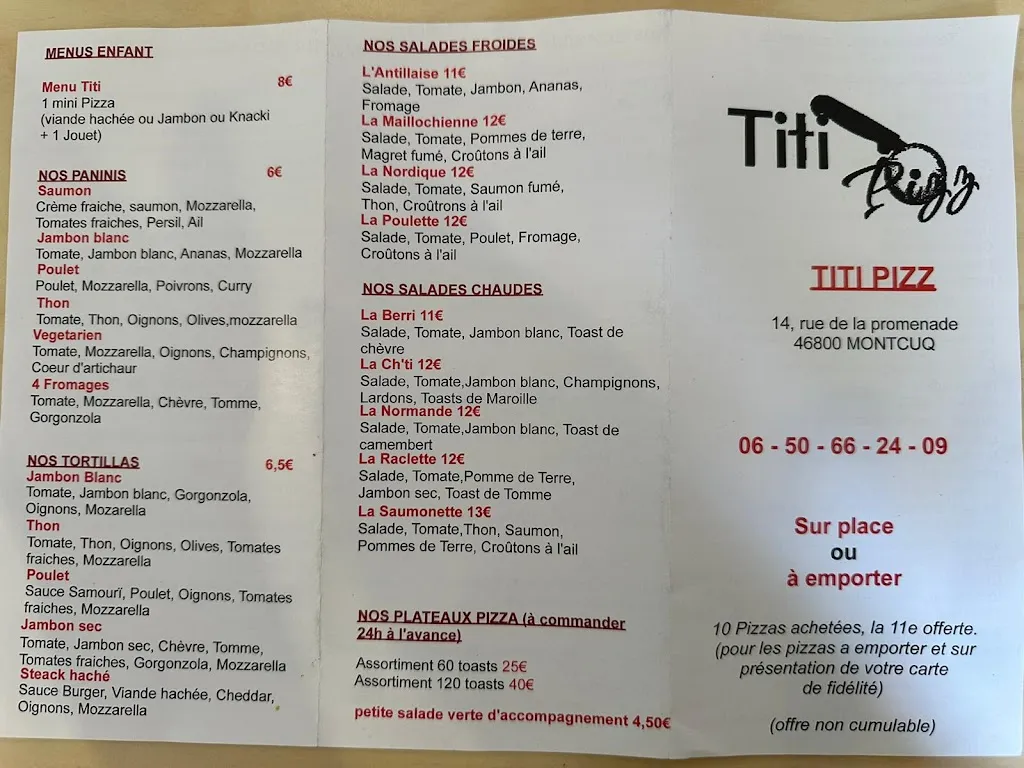 MENUS ENFANT
Menu Titi 8€
1 mini Pizza
(viande hachée ou Jambon ou Knacki
+ 1 Jouet)
NOS PANINIS 6€
Saumon
Crème fraiche, saumon, Mozzarella,
Tomates fraiches, Persil, Ail
Jambon blanc
Tomate, Jambon blanc, Ananas, Mozzarella
Poulet
Poulet, Mozzarella, Poivrons, Curry
Thon
Tomate, Thon, Oignons, Olives,mozzarella
Vegetarien
Tomate, Mozzarella, Oignons, Champignons,
Coeur d'artichaur
4 Fromages
Tomate, Mozzarella, Chèvre, Tomme,
Gorgonzola
NOS TORTILLAS 6,5€
Jambon Blanc
Tomate, Jambon blanc, Gorgonzola,
Oignons, Mozarella
Thon
Tomate, Thon, Oignons, Olives, Tomates
fraiches, Mozzarella
Poulet
Sauce Samourï, Poulet, Oignons, Tomates
fraiches, Mozzarella
Jambon sec
Tomate, Jambon sec, Chèvre, Tomme,
Tomates fraiches, Gorgonzola, Mozzarella
Steack haché
Sauce Burger, Viande hachée, Cheddar,
Oignons, Mozzarella
NOS SALADES FROIDES
L'Antillaise 11€
Salade, Tomate, Jambon, Ananas,
Fromage
La Maillochienne 12€
Salade, Tomate, Pommes de terre,
Magret fumé, Croûtons à l'ail
La Nordique 12€
Salade, Tomate, Saumon fumé,
Thon, Croûtrons à l'ail
La Poulette 12€
Salade, Tomate, Poulet, Fromage,
Croûtons à l'ail
NOS SALADES CHAUDES
La Berri 11€
Salade, Tomate, Jambon blanc, Toast de
chèvre
La Ch'ti 12€
Salade, Tomate,Jambon blanc, Champignons,
Lardons, Toasts de Maroille
La Normande 12€
Salade, Tomate,Jambon blanc, Toast de
camembert
La Raclette 12€
Salade, Tomate,Pomme de Terre,
Jambon sec, Toast de Tomme
La Saumonette 13€
Salade, Tomate,Thon, Saumon,
Pommes de Terre, Croûtons à l'ail
NOS PLATEAUX PIZZA (à commander
24h à l'avance)
Assortiment 60 toasts 25€
Assortiment 120 toasts 40€
petite salade verte d'accompagnement 4,50€
Titi
Pizz
TITI PIZZ
14, rue de la promenade
46800 MONTCUQ
06 - 50 - 66 - 24 - 09
Sur place
ou
à emporter
10 Pizzas achetées, la 11e offerte.
(pour les pizzas a emporter et sur
présentation de votre carte
de fidélité)
(offre non cumulable)